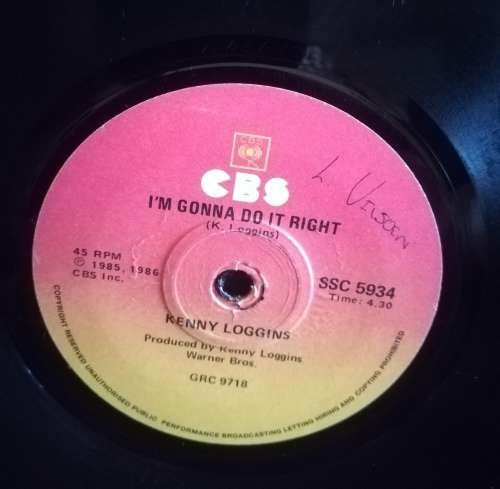 CBS
CBS
L Viljoen
I'M GONNA DO IT RIGHT
(K. Loggins)
45 RPM
℗ 1985, 1986
CBS Inc.
SSC 5934
Time: 4.30
KENNY LOGGINS
Produced by Kenny Loggins
Warner Bros.
GRC 9718
COPYRIGHT RESERVED UNAUTHORISED PUBLIC PERFORMANCE BROADCASTING LETTING HIRING AND COPYING PROHIBITED